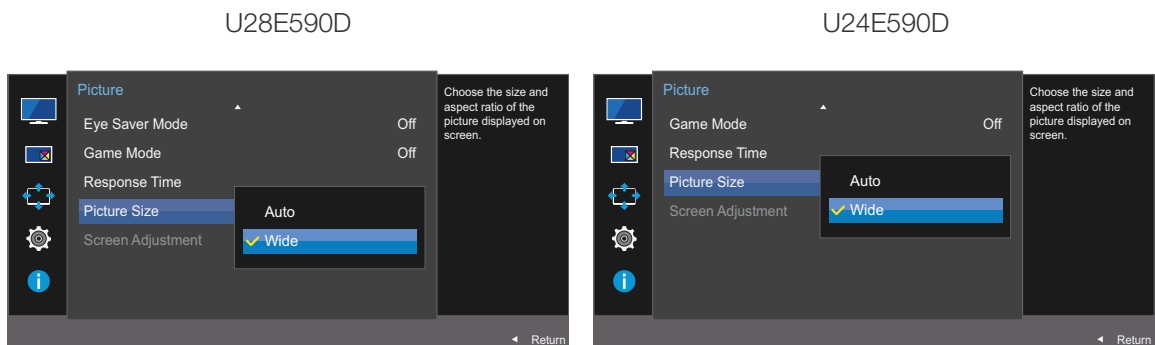 U28E590D
Picture
Eye Saver Mode Off
Game Mode Off
Response Time
Picture Size
Auto
Screen Adjustment
Wide
Choose the size and
aspect ratio of the
picture displayed on
screen.
Return
U24E590D
Picture
Game Mode Off
Response Time
Picture Size
Auto
Screen Adjustment
Wide
Choose the size and
aspect ratio of the
picture displayed on
screen.
Return